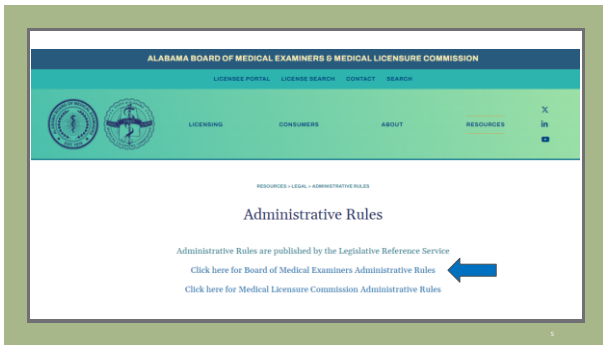 ALABAMA BOARD OF MEDICAL EXAMINERS & MEDICAL LICENSURE COMMISSION
LICENSEE PORTAL LICENSE SEARCH CONTACT SEARCH
LICENSING CONSUMERS ABOUT RESOURCES
RESOURCES > LEGAL > ADMINISTRATIVE RULES
Administrative Rules
Administrative Rules are published by the Legislative Reference Service
Click here for Board of Medical Examiners Administrative Rules
Click here for Medical Licensure Commission Administrative Rules
5